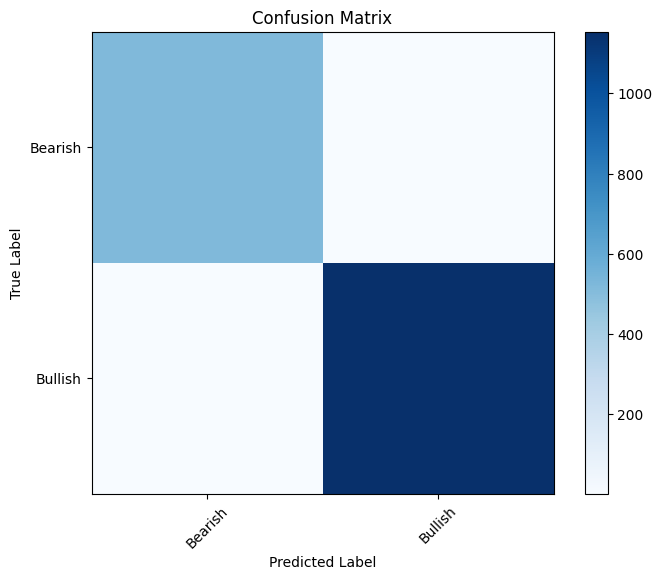 Confusion Matrix
True Label
Bearish
Bullish
Bearish
Bullish
Predicted Label
1000
800
600
400
200